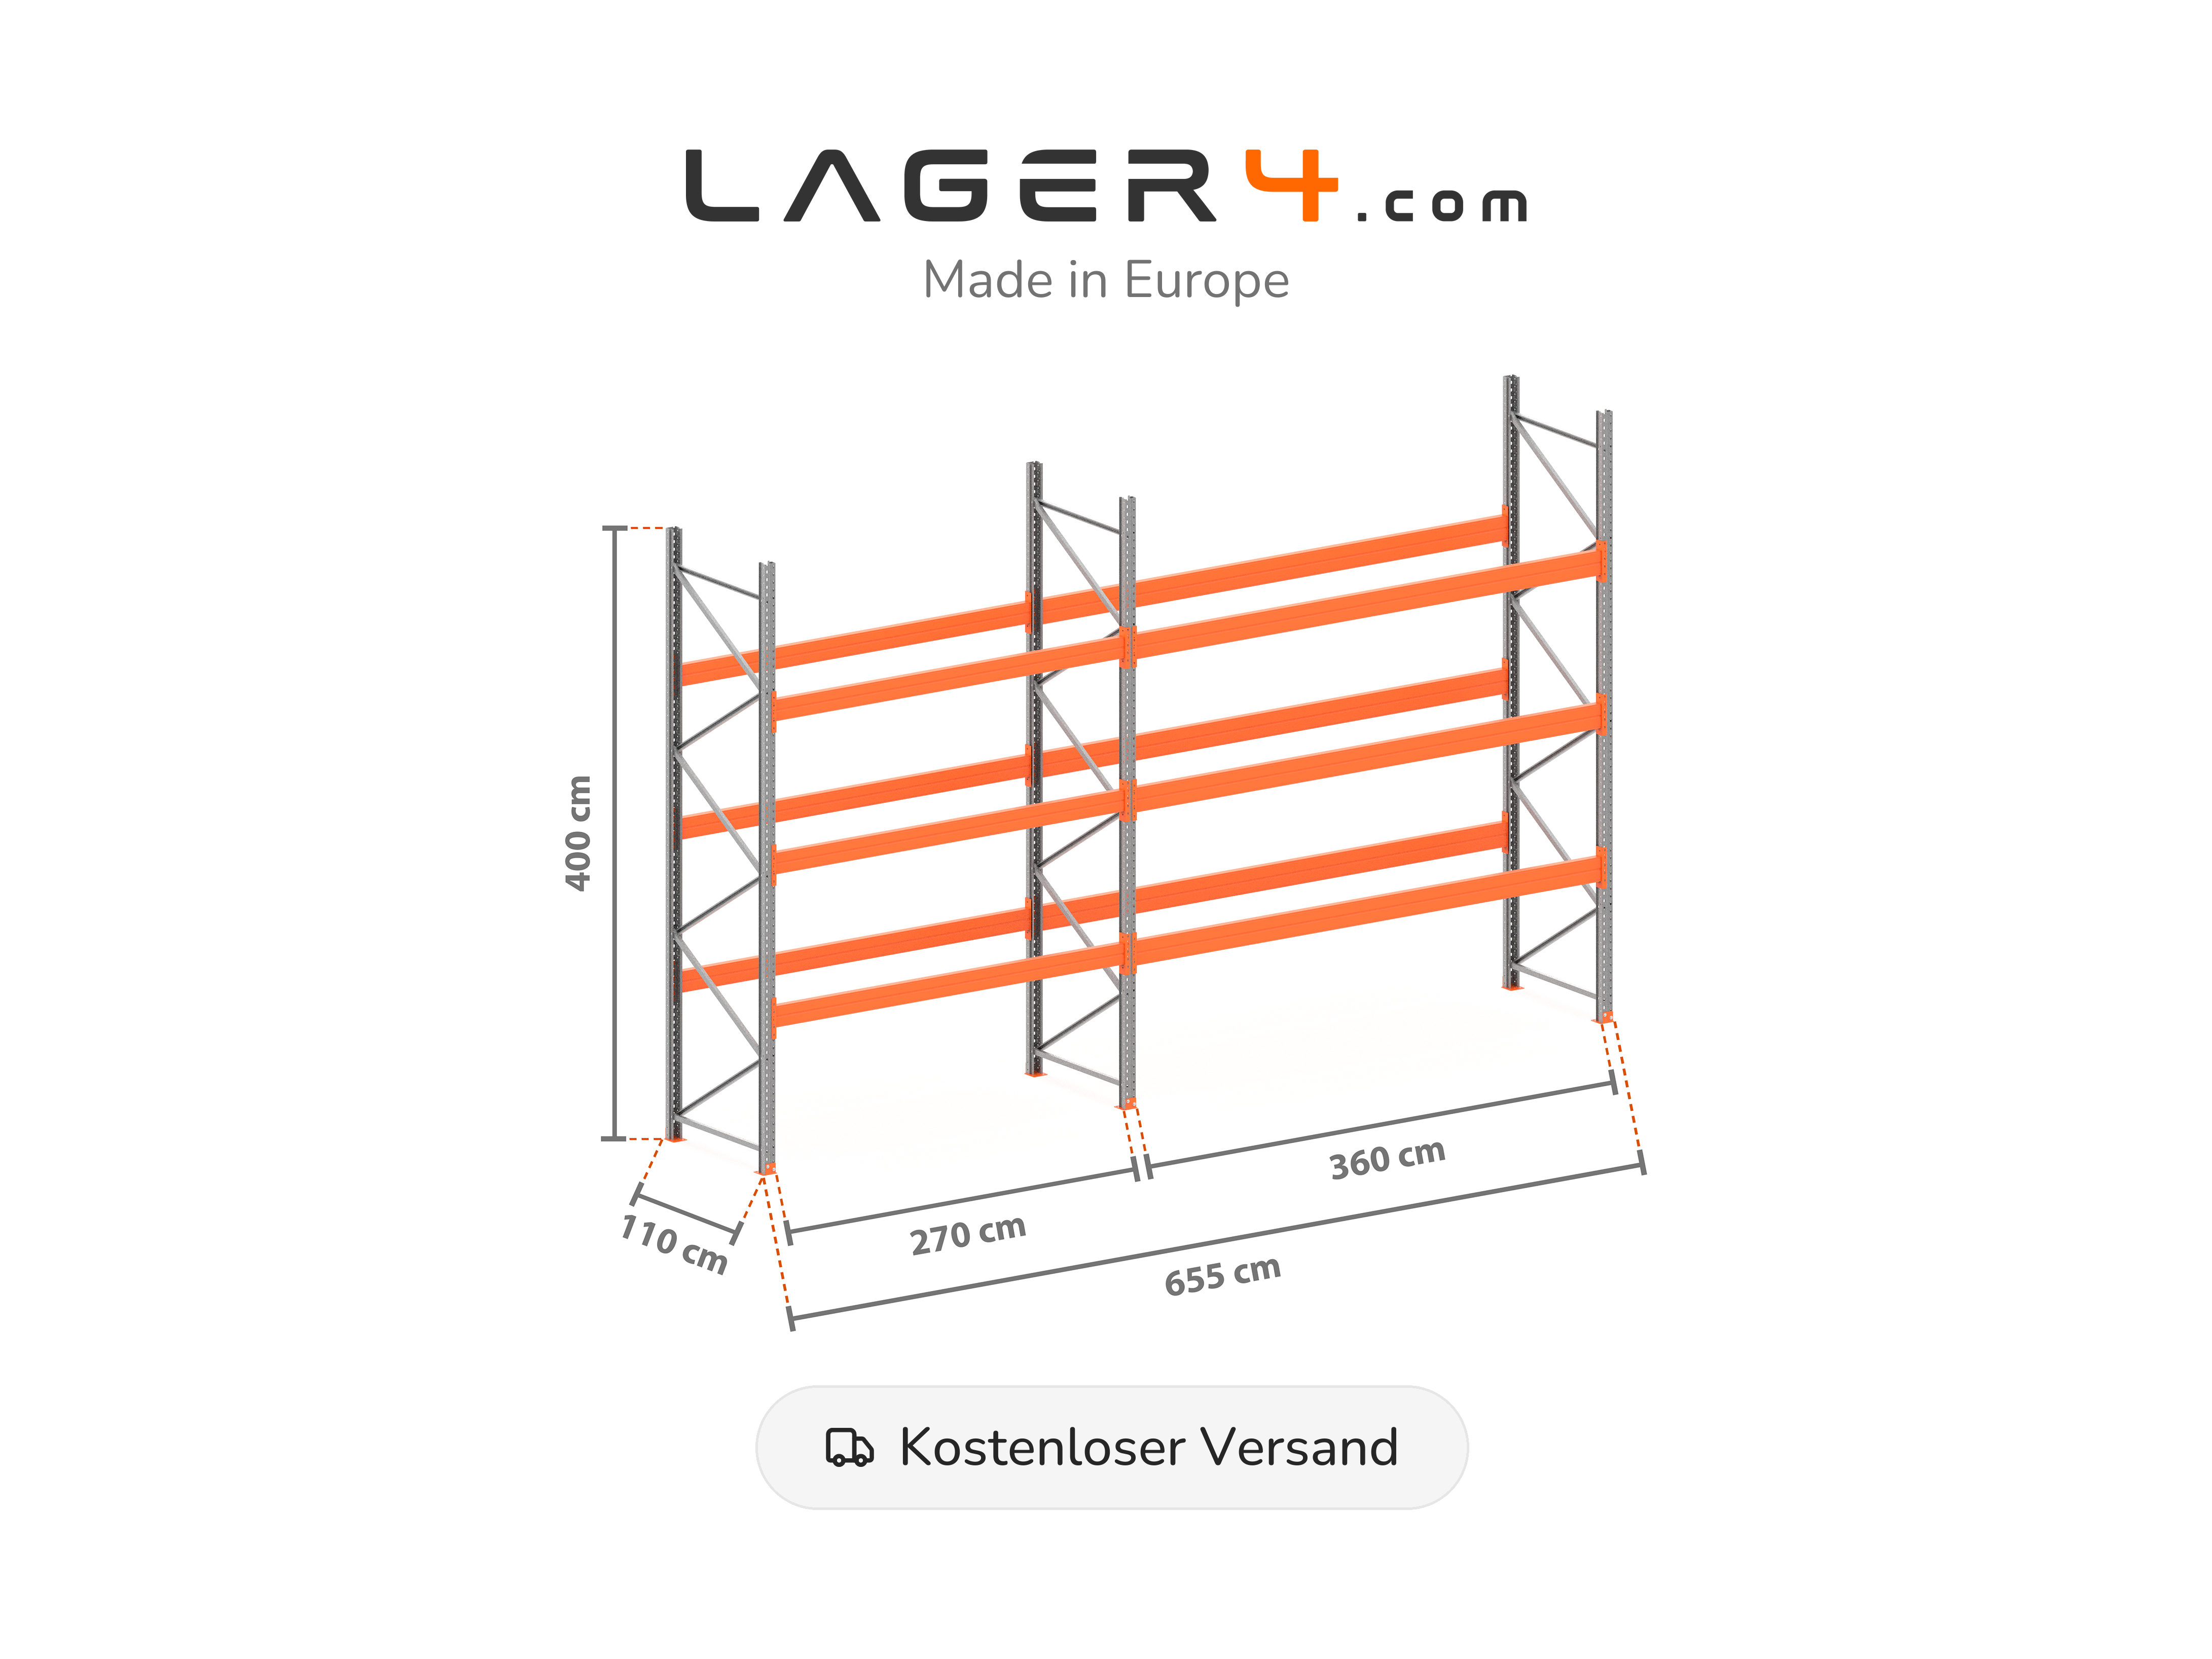 LAGER4.com
Made in Europe
400 cm
110 cm
270 cm
360 cm
655 cm
Kostenloser Versand